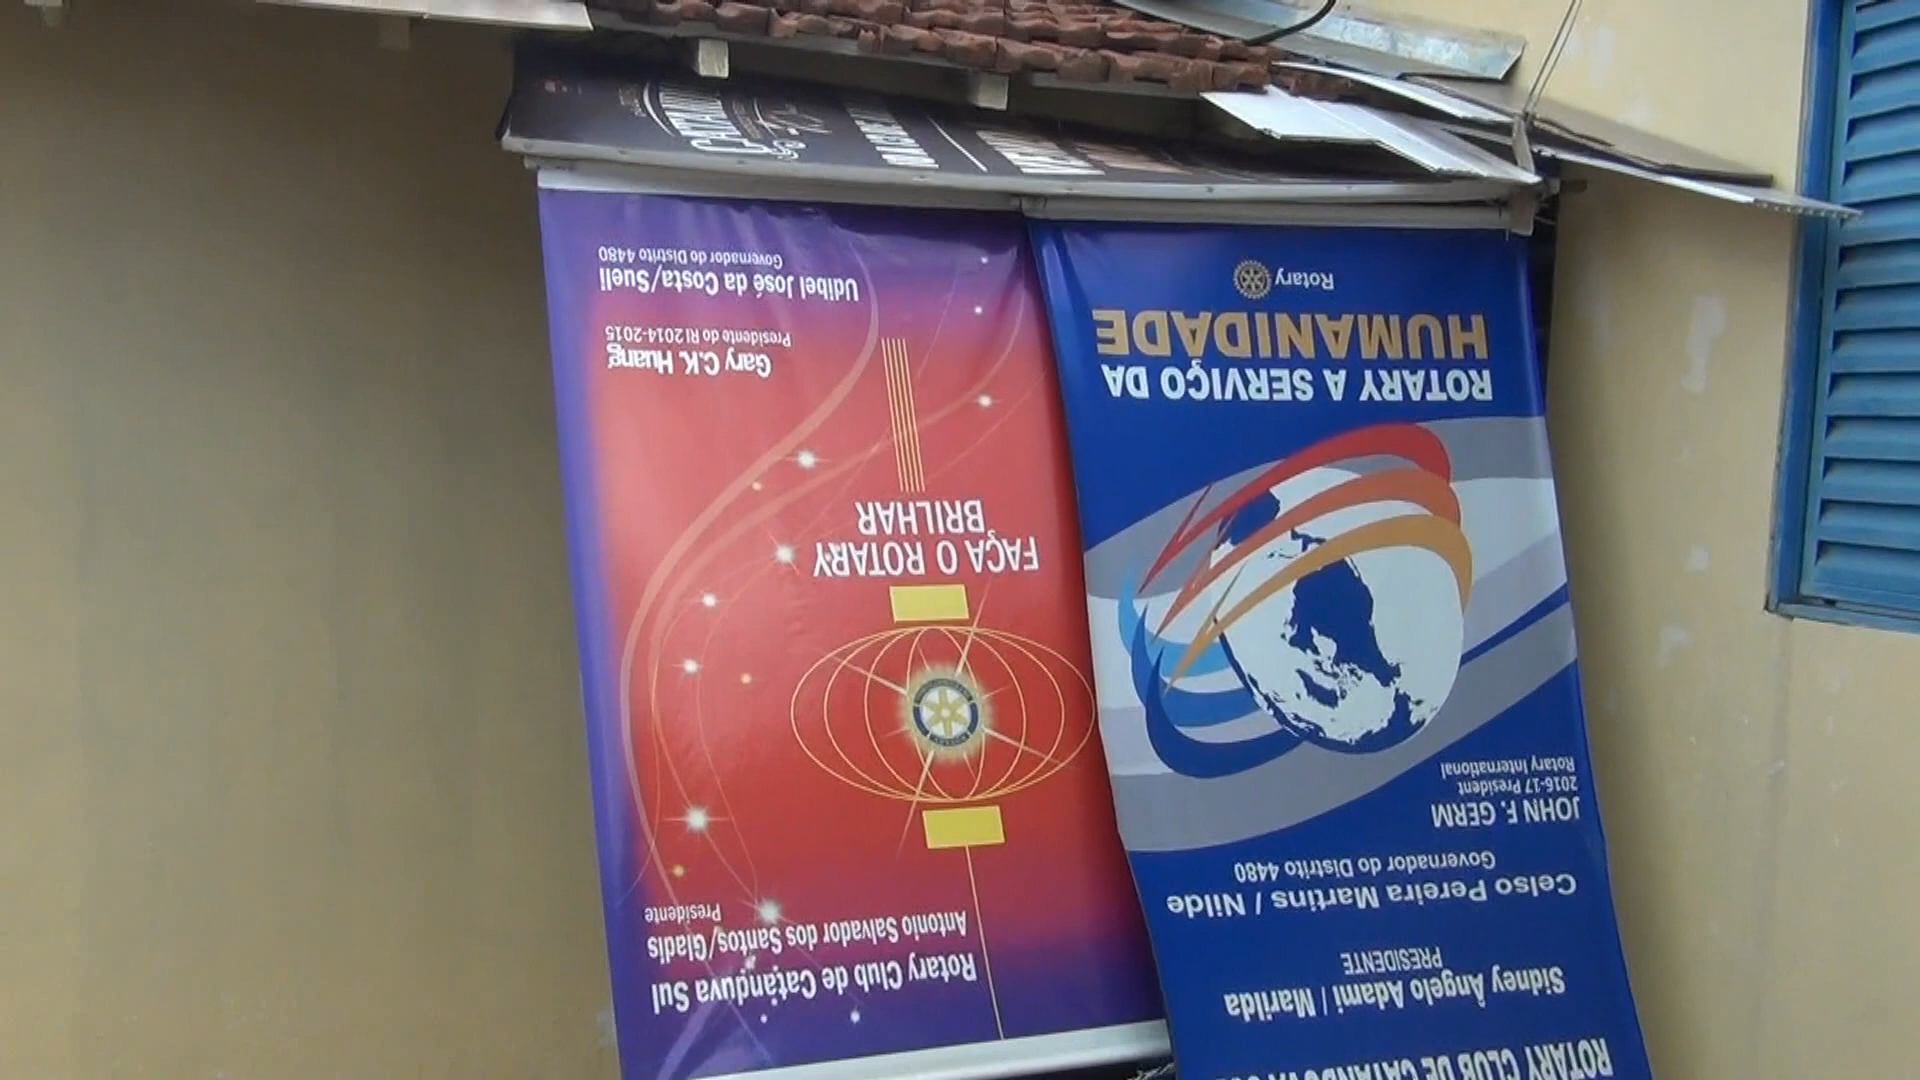 Rotary Club de Catanduva Sul
Antonio Salvador dos Santos/Gladis
Presidente
FAÇA O ROTARY
BRILHAR
Gary C.K. Huang
Presidente do RI 2014-2015
Udibel José da Costa/Sueli
Governador do Distrito 4480
ROTARY CLUB DE CATANDUVA
Sidney Ângelo Adami / Marilda
PRESIDENTE
Celso Pereira Martins / Nilde
Governador do Distrito 4480
JOHN F. GERM
2016-17 President
Rotary International
ROTARY A SERVIÇO DA
HUMANIDADE
Rotary